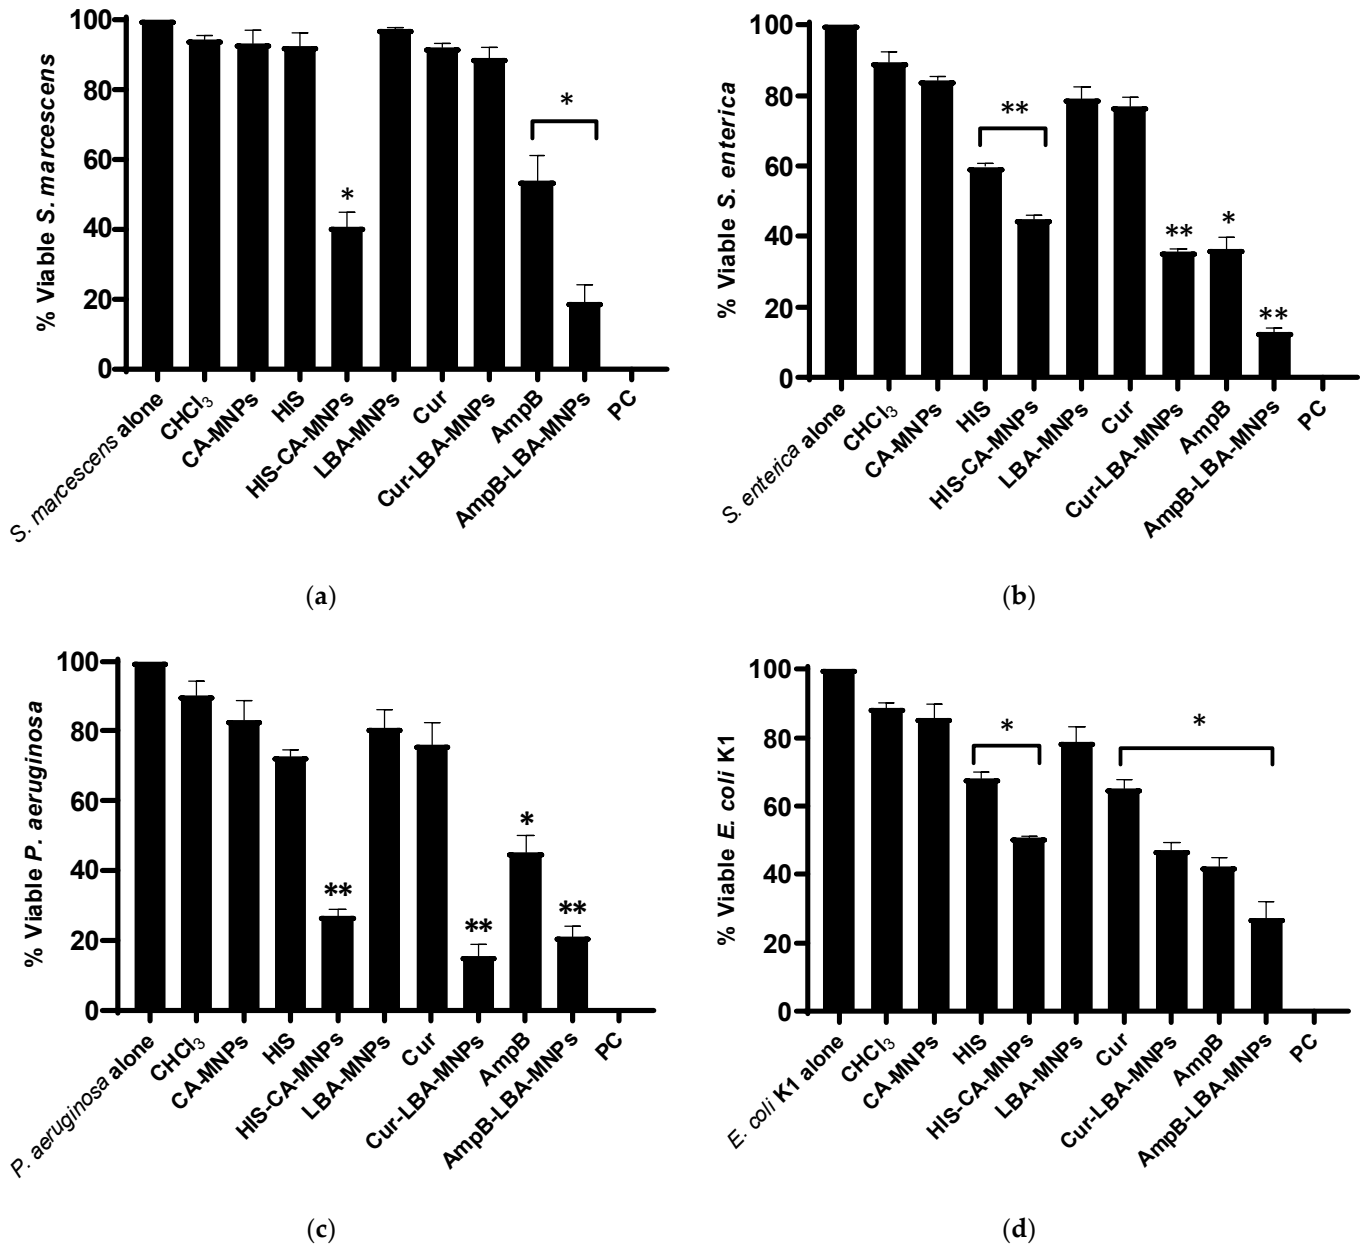 % Viable S. marcescens
100
80
60
40
20
0
*
*
S. marcescens alone
CHCl₃
CA-MNPs
HIS
HIS-CA-MNPs
LBA-MNPs
Cur
Cur-LBA-MNPs
AmpB
AmpB-LBA-MNPs
PC
(a)
% Viable S. enterica
100
80
60
40
20
0
**
**
*
**
S. enterica alone
CHCl₃
CA-MNPs
HIS
HIS-CA-MNPs
LBA-MNPs
Cur
Cur-LBA-MNPs
AmpB
AmpB-LBA-MNPs
PC
(b)
% Viable P. aeruginosa
100
80
60
40
20
0
**
**
*
**
P. aeruginosa alone
CHCl₃
CA-MNPs
HIS
HIS-CA-MNPs
LBA-MNPs
Cur
Cur-LBA-MNPs
AmpB
AmpB-LBA-MNPs
PC
(c)
% Viable E. coli K1
100
80
60
40
20
0
*
*
E. coli K1 alone
CHCl₃
CA-MNPs
HIS
HIS-CA-MNPs
LBA-MNPs
Cur
Cur-LBA-MNPs
AmpB
AmpB-LBA-MNPs
PC
(d)